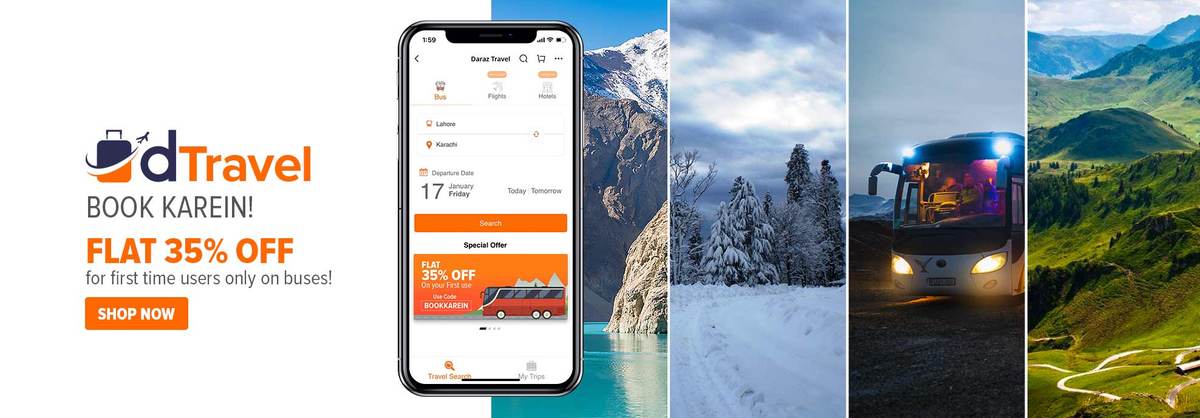 dTravel
BOOK KAREIN!
FLAT 35% OFF
for first time users only on buses!
SHOP NOW
1:59
Daraz Travel
Bus
Flights
Hotels
Lahore
Karachi
Departure Date
17 January
Friday
Today
Tomorrow
Search
Special Offer
FLAT
35% OFF
On your First use
Use Code
BOOKKAREIN
Travel Search
My Trips